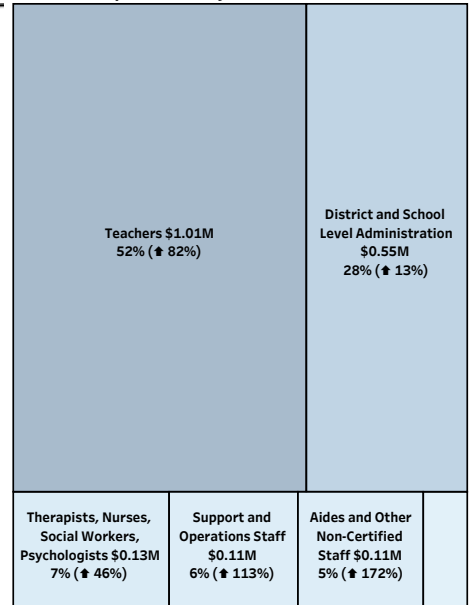 Teachers $1.01M
52% (⬆ 82%)
District and School
Level Administration
$0.55M
28% (⬆ 13%)
Therapists, Nurses,
Social Workers,
Psychologists $0.13M
7% (⬆ 46%)
Support and
Operations Staff
$0.11M
6% (⬆ 113%)
Aides and Other
Non-Certified
Staff $0.11M
5% (⬆ 172%)